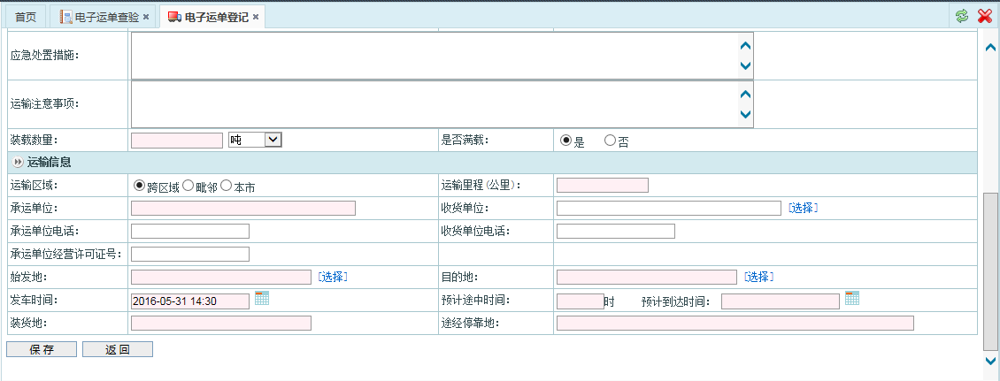 首页 电子运单查验 电子运单登记
应急处置措施：
运输注意事项：
装载数量： 吨 是否满载： 是 否
运输信息
运输区域： 跨区域 毗邻 本市 运输里程(公里)：
承运单位： 收货单位： [选择]
承运单位电话： 收货单位电话：
承运单位经营许可证号：
始发地： [选择] 目的地： [选择]
发车时间： 2016-05-31 14:30 预计途中时间： 时 预计到达时间：
装货地： 途经停靠地：
保 存 返 回